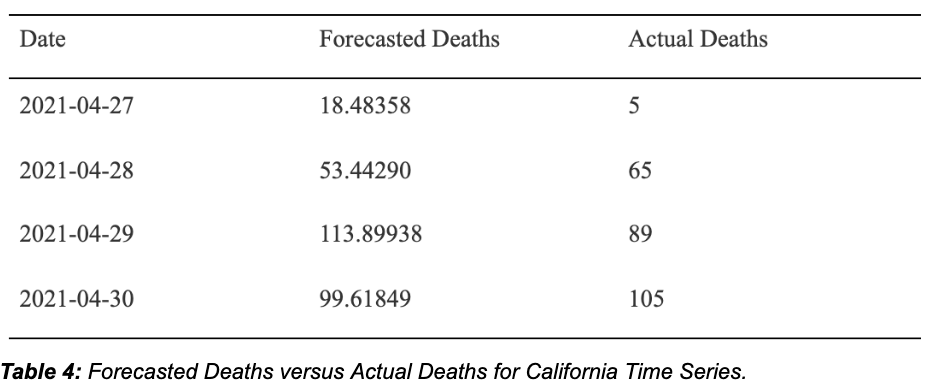 Date Forecasted Deaths Actual Deaths
2021-04-27 18.48358 5
2021-04-28 53.44290 65
2021-04-29 113.89938 89
2021-04-30 99.61849 105
Table 4: Forecasted Deaths versus Actual Deaths for California Time Series.